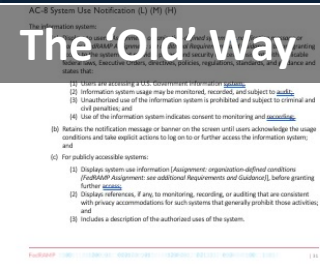 AC-8 System Use Notification (L) (M) (H)
The information system:
The 'Old' Way
federal laws, Executive Orders, directives, policies, regulations, standards, and guidance and
states that:
(1) Users are accessing a U.S. Government information system;
(2) Information system usage may be monitored, recorded, and subject to audit;
(3) Unauthorized use of the information system is prohibited and subject to criminal and
civil penalties; and
(4) Use of the information system indicates consent to monitoring and recording;
(b) Retains the notification message or banner on the screen until users acknowledge the usage
conditions and take explicit actions to log on to or further access the information system;
and
(c) For publicly accessible systems:
(1) Displays system use information [Assignment: organization-defined conditions
(FedRAMP Assignment: see additional Requirements and Guidance)], before granting
further access;
(2) Displays references, if any, to monitoring, recording, or auditing that are consistent
with privacy accommodations for such systems that generally prohibit those activities;
and
(3) Includes a description of the authorized uses of the system.